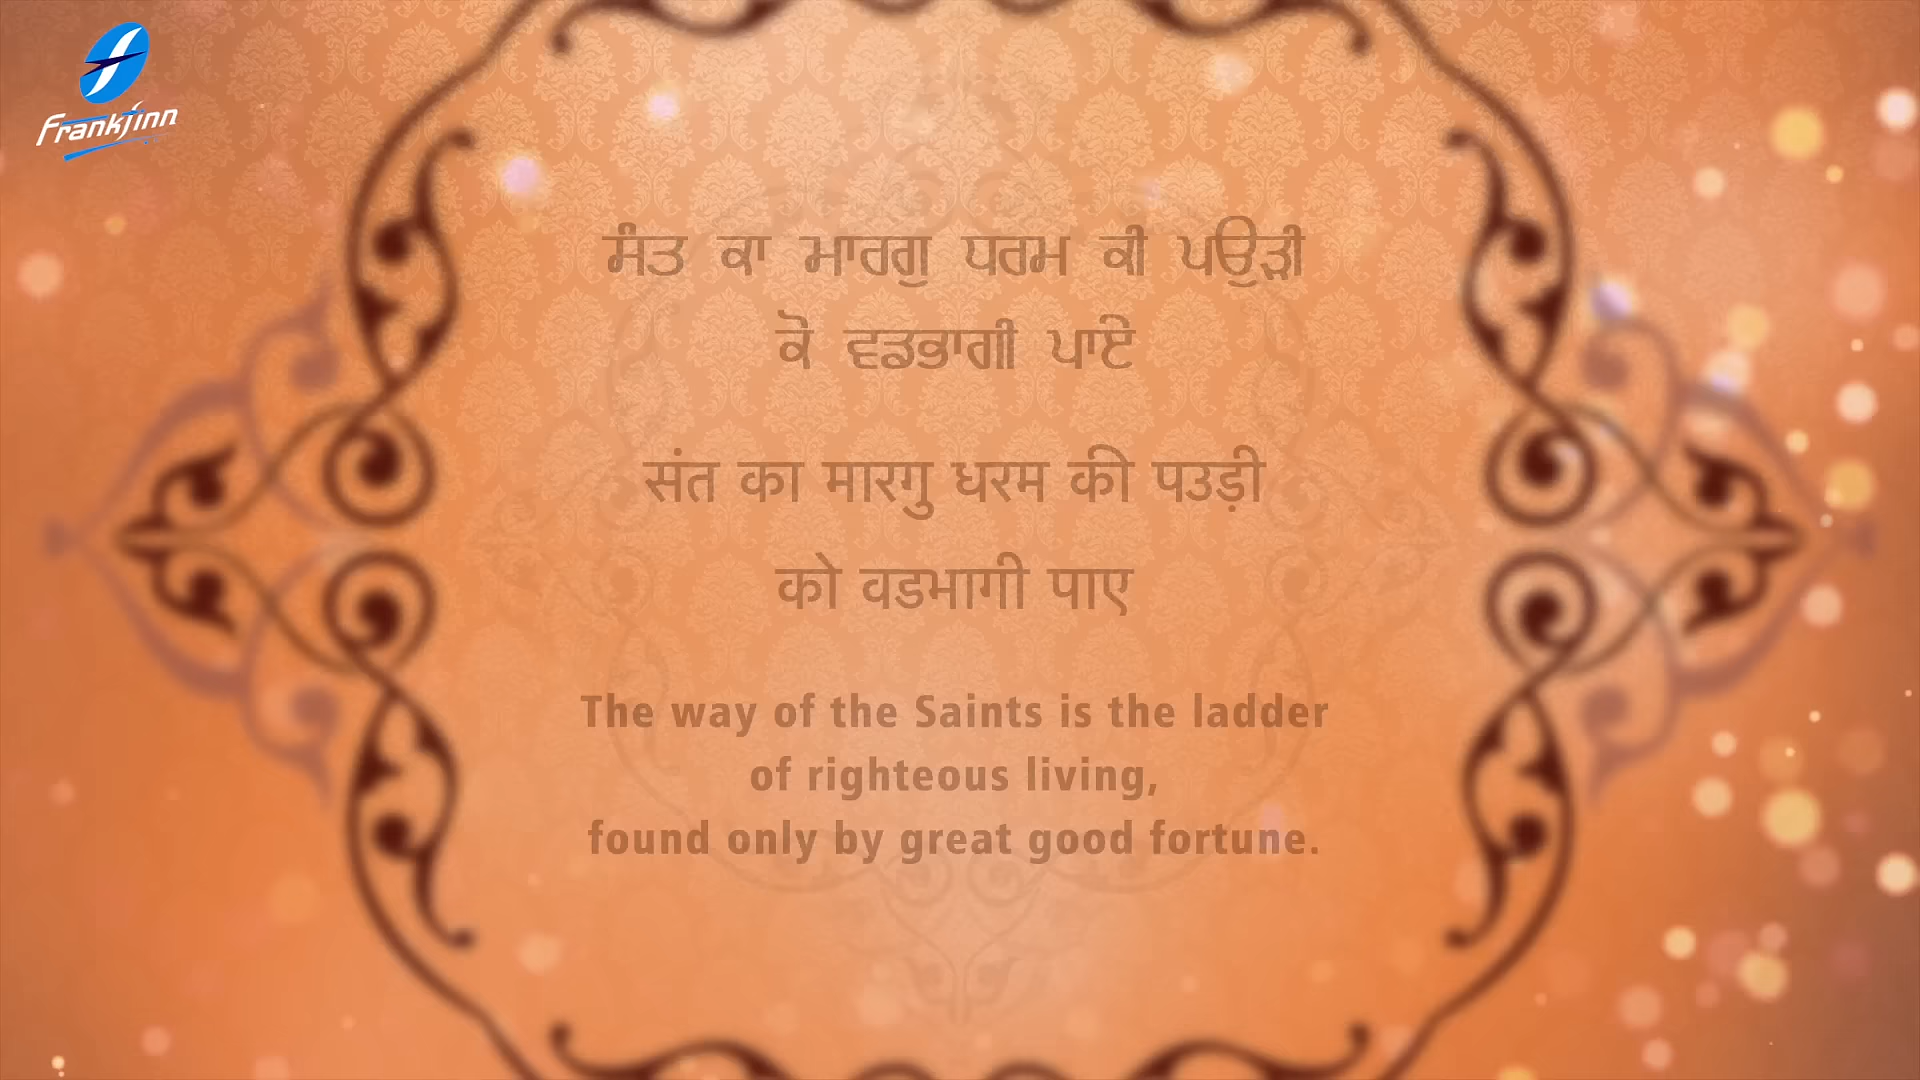 Frankfinn
ਸੰਤ ਕਾ ਮਾਰਗੁ ਧਰਮ ਕੀ ਪਉੜੀ
ਕੋ ਵਡਭਾਗੀ ਪਾਏ
संत का मारगु धरम की पउड़ी
को वडभागी पाए
The way of the Saints is the ladder
of righteous living,
found only by great good fortune.